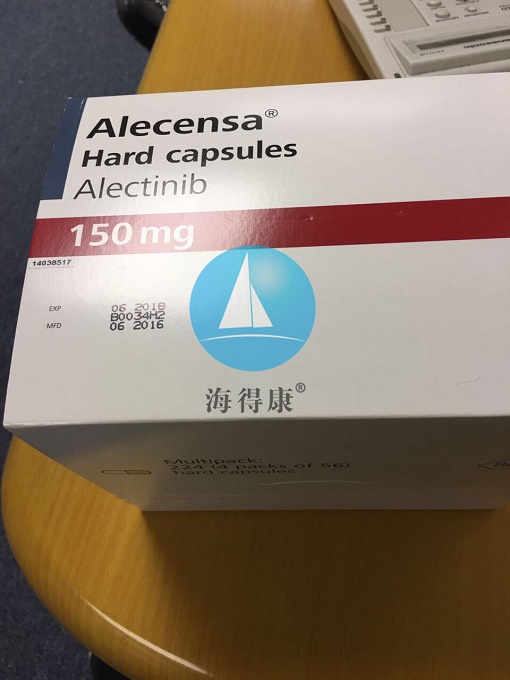 Alecensa®
Hard capsules
Alectinib
150 mg
14038517
EXP 06 2018
B0034M2
MFD 06 2016
海得康®
Multipack:
224 (4 packs of 56)
hard capsules